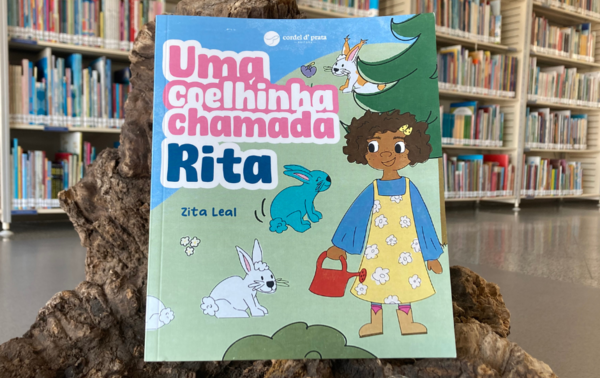 cordel d' prata
Uma
coelhinha
chamada
Rita
Zita Leal